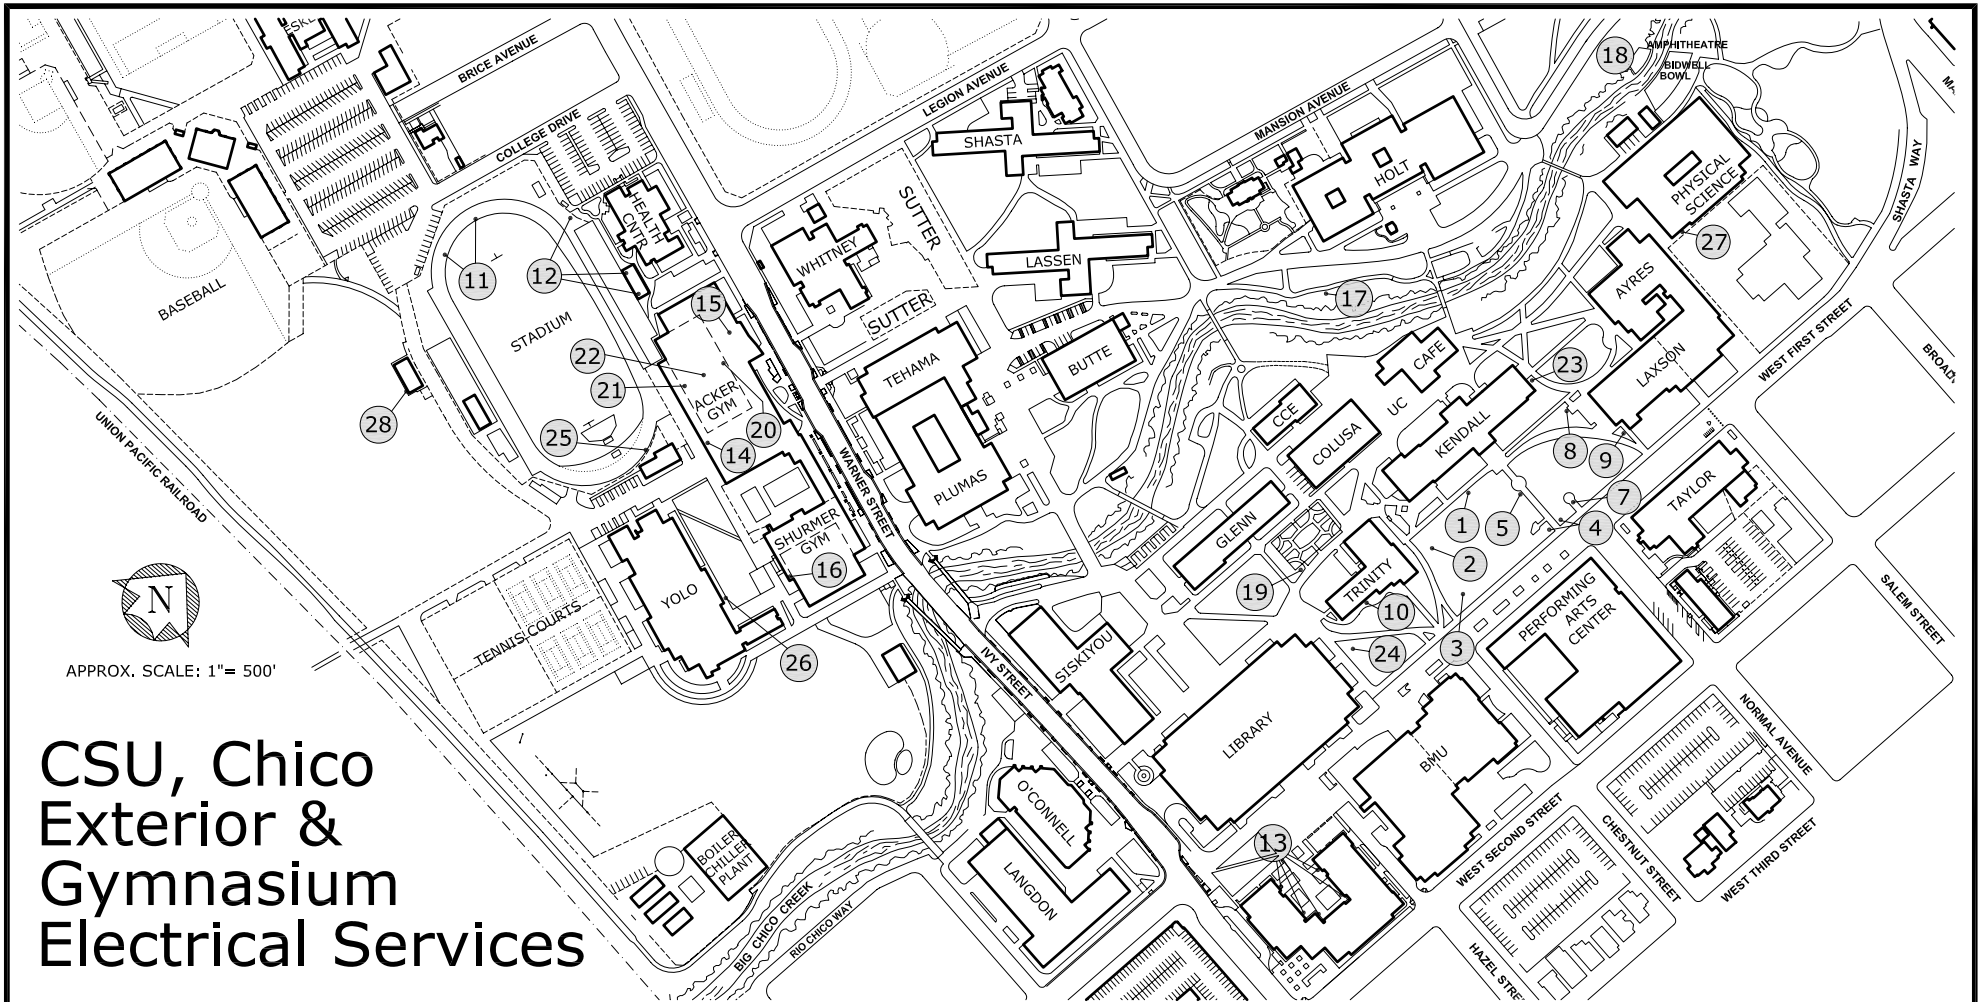 ESKE
BRICE AVENUE
COLLEGE DRIVE
LEGION AVENUE
MANSION AVENUE
18
AMPHITHEATRE
BIDWELL
BOWL
SHASTA
HOLT
PHYSICAL
SCIENCE
SHASTA WAY
MA
HEALTH
CNTR
WHITNEY
SUTTER
SUTTER
LASSEN
17
27
AYRES
BASEBALL
11
12
STADIUM
15
22
21
ACKER
GYM
TEHAMA
BUTTE
CAFE
UC
CCE
COLUSA
KENDALL
23
LAXSON
WEST FIRST STREET
BROAD
28
25
14
20
WARNER STREET
PLUMAS
8
9
TAYLOR
UNION PACIFIC RAILROAD
SHURMER
GYM
16
GLENN
1
5
7
4
2
TRINITY
19
10
3
24
N
APPROX. SCALE: 1"= 500'
TENNIS COURTS
YOLO
26
SISKIYOU
IVY STREET
PERFORMING
ARTS
CENTER
SALEM STREET
LIBRARY
BMU
NORMAL AVENUE
CSU, Chico
Exterior &
Gymnasium
Electrical Services
BOILER
CHILLER
PLANT
O'CONNELL
LANGDON
13
BIG CHICO CREEK
RIO CHICO WAY
WEST SECOND STREET
CHESTNUT STREET
WEST THIRD STREET
HAZEL STRE